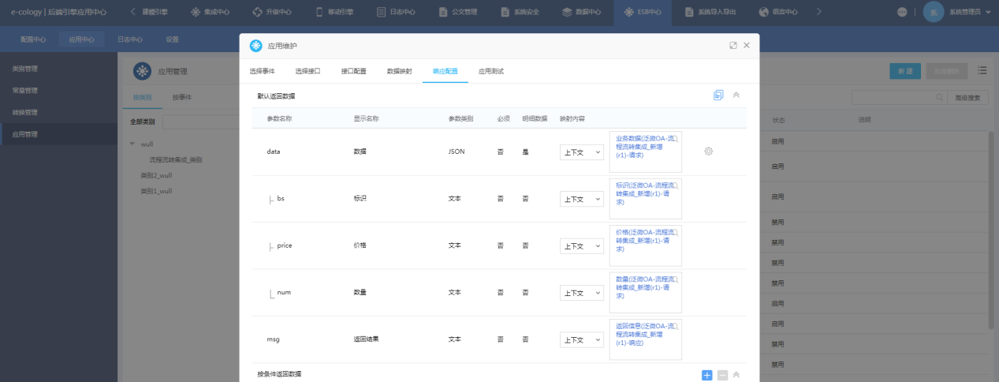 e-cology | 后端引擎应用中心 建模引擎 集成中心 升级中心 移动引擎 日志中心 公文管理 系统安全 数据中心 ESB中心 系统导入导出 语言中心 系 系统管理员
配置中心 应用中心 日志中心 设置
应用维护
类别管理
常量管理
转换管理
应用管理
应用管理
新建 批量删除
按类别 按事件
高级搜索
全部类别
wull
流程流转集成_类别
类别2_wull
类别1_wull
选择事件 选择接口 接口配置 数据映射 响应配置 应用测试
默认返回数据
参数名称 显示名称 参数类别 必须 明细数据 映射内容
data 数据 JSON 否 是 上下文
业务数据(泛微OA-流
程流转集成_新增
(r1)-请求)
bs 标识 文本 否 否 上下文
标识(泛微OA-流程流
转集成_新增(r1)-请
求)
price 价格 文本 否 否 上下文
价格(泛微OA-流程流
转集成_新增(r1)-请
求)
num 数量 文本 否 否 上下文
数量(泛微OA-流程流
转集成_新增(r1)-请
求)
msg 返回结果 文本 否 否 上下文
返回信息(泛微OA-流
程流转集成_新增
(r1)-响应)
按条件返回数据
状态 说明
启用
启用
启用
禁用
禁用
禁用
禁用
启用
启用
禁用
禁用